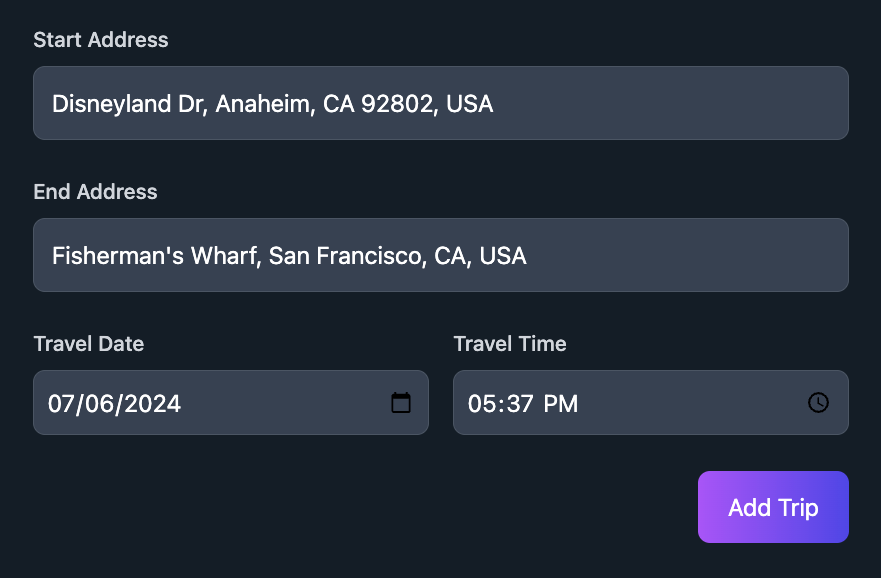 Start Address
Disneyland Dr, Anaheim, CA 92802, USA
End Address
Fisherman's Wharf, San Francisco, CA, USA
Travel Date
Travel Time
07/06/2024
05:37 PM
Add Trip